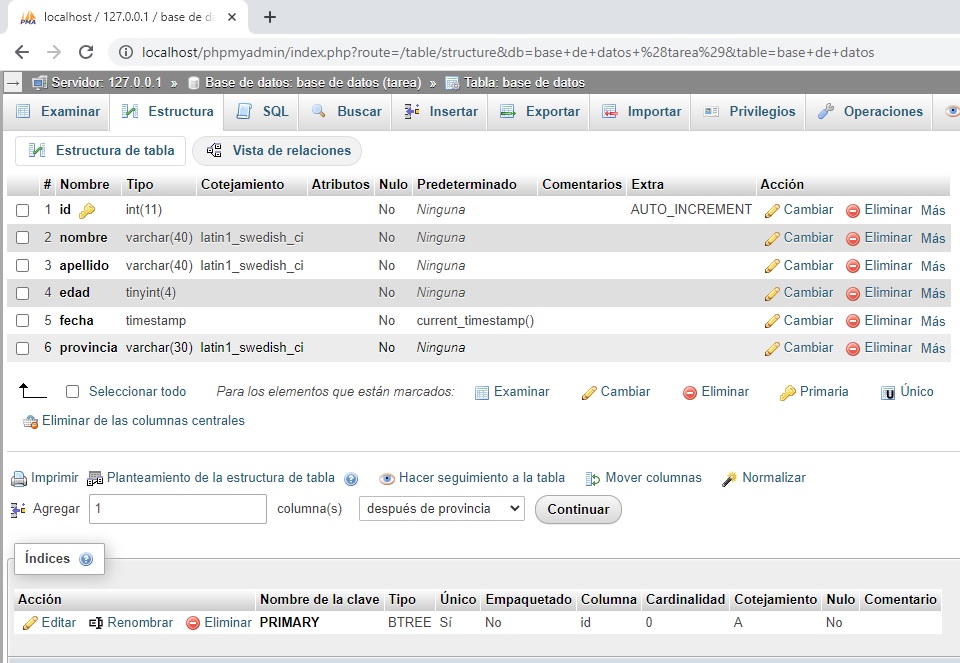 PMA localhost / 127.0.0.1 / base de da
localhost/phpmyadmin/index.php?route=/table/structure&db=base+de+datos+%28tarea%29&table=base+de+datos
Servidor: 127.0.0.1 » Base de datos: base de datos (tarea) » Tabla: base de datos
Examinar Estructura SQL Buscar Insertar Exportar Importar Privilegios Operaciones
Estructura de tabla Vista de relaciones
# Nombre Tipo Cotejamiento Atributos Nulo Predeterminado Comentarios Extra Acción
1 id int(11) No Ninguna AUTO_INCREMENT Cambiar Eliminar Más
2 nombre varchar(40) latin1_swedish_ci No Ninguna Cambiar Eliminar Más
3 apellido varchar(40) latin1_swedish_ci No Ninguna Cambiar Eliminar Más
4 edad tinyint(4) No Ninguna Cambiar Eliminar Más
5 fecha timestamp No current_timestamp() Cambiar Eliminar Más
6 provincia varchar(30) latin1_swedish_ci No Ninguna Cambiar Eliminar Más
Seleccionar todo Para los elementos que están marcados: Examinar Cambiar Eliminar Primaria Único
Eliminar de las columnas centrales
Imprimir Planteamiento de la estructura de tabla Hacer seguimiento a la tabla Mover columnas Normalizar
Agregar 1 columna(s) después de provincia Continuar
Índices
Acción Nombre de la clave Tipo Único Empaquetado Columna Cardinalidad Cotejamiento Nulo Comentario
Editar Renombrar Eliminar PRIMARY BTREE Sí No id 0 A No